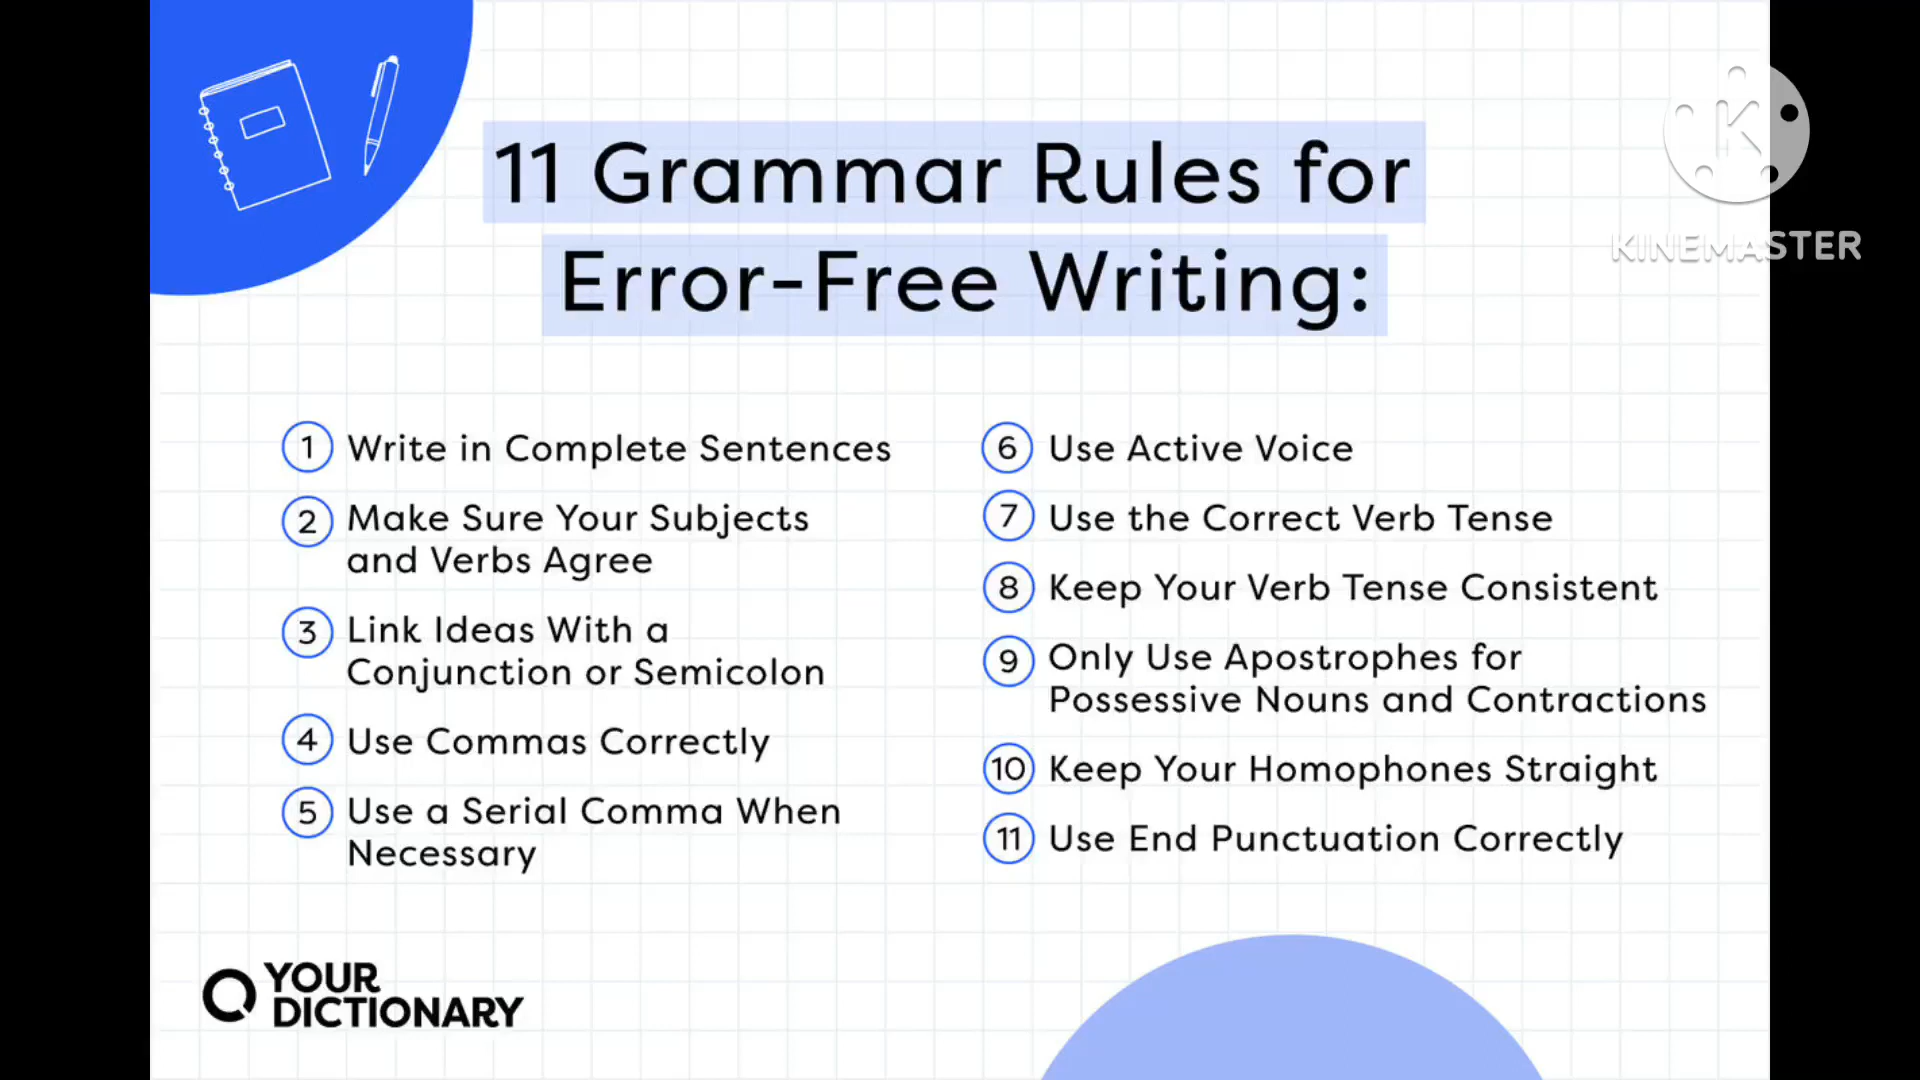 11 Grammar Rules for
Error-Free Writing:
K
KINEMASTER
1 Write in Complete Sentences
2 Make Sure Your Subjects
and Verbs Agree
3 Link Ideas With a
Conjunction or Semicolon
4 Use Commas Correctly
5 Use a Serial Comma When
Necessary
6 Use Active Voice
7 Use the Correct Verb Tense
8 Keep Your Verb Tense Consistent
9 Only Use Apostrophes for
Possessive Nouns and Contractions
10 Keep Your Homophones Straight
11 Use End Punctuation Correctly
YOUR
DICTIONARY